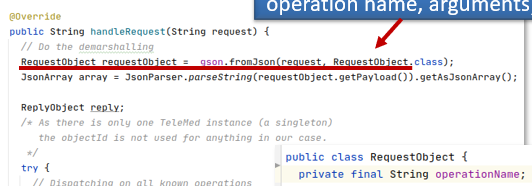 operation name, arguments,
@Override
public String handleRequest(String request) {
// Do the demarshalling
RequestObject requestObject = gson.fromJson(request, RequestObject.class);
JsonArray array = JsonParser.parseString(requestObject.getPayload()).getAsJsonArray();
ReplyObject reply;
/* As there is only one TeleMed instance (a singleton)
the objectId is not used for anything in our case.
*/
try {
// Dispatching on all known operations
public class RequestObject {
private final String operationName;